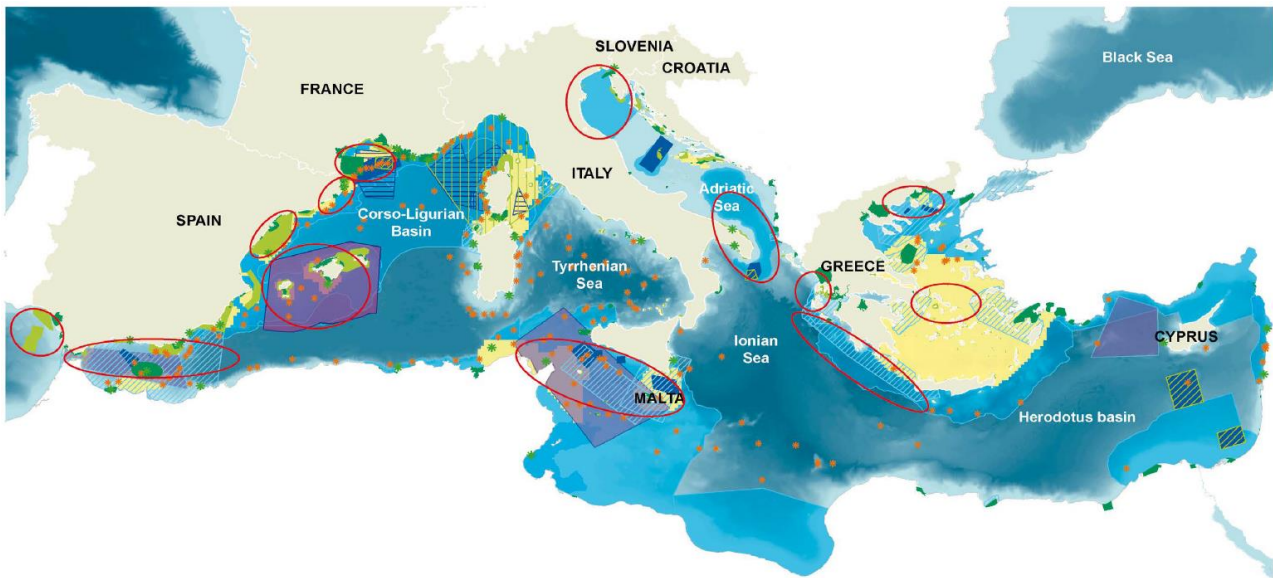 SLOVENIA
CROATIA
Black Sea
FRANCE
ITALY
Adriatic
Sea
SPAIN
Corso-Ligurian
Basin
Tyrrhenian
Sea
GREECE
Ionian
Sea
CYPRUS
MALTA
Herodotus basin